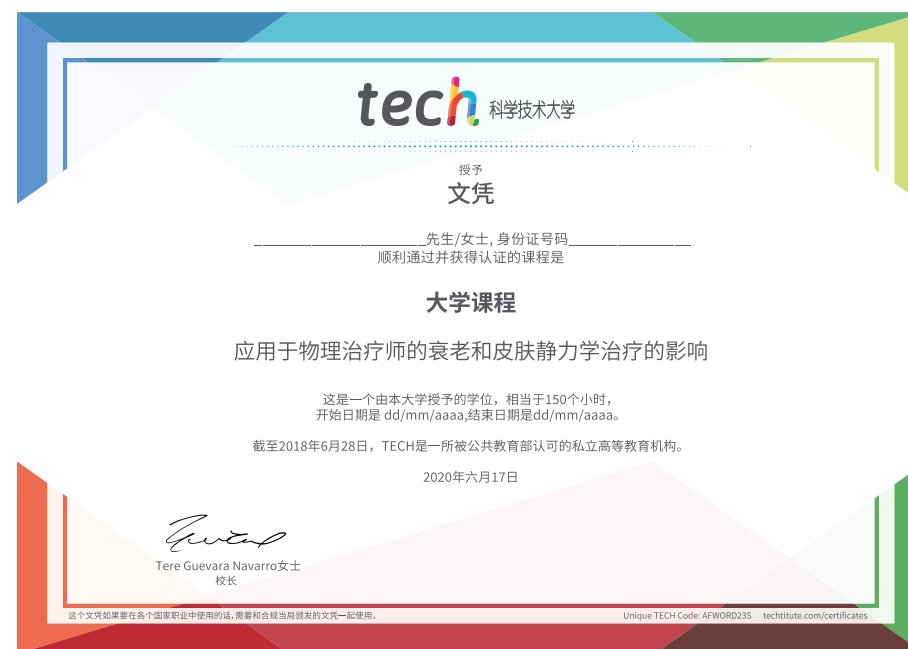 tech 科学技术大学
授予
文凭
________________________先生/女士, 身份证号码_________________
顺利通过并获得认证的课程是
大学课程
应用于物理治疗师的衰老和皮肤静力学治疗的影响
这是一个由本大学授予的学位，相当于150个小时，
开始日期是 dd/mm/aaaa,结束日期是dd/mm/aaaa。
截至2018年6月28日，TECH是一所被公共教育部认可的私立高等教育机构。
2020年六月17日
Tere Guevara Navarro女士
校长
这个文凭如果要在各个国家职业中使用的话,需要和合规当局颁发的文凭一起使用。
Unique TECH Code: AFWORD23S techtitute.com/certificates